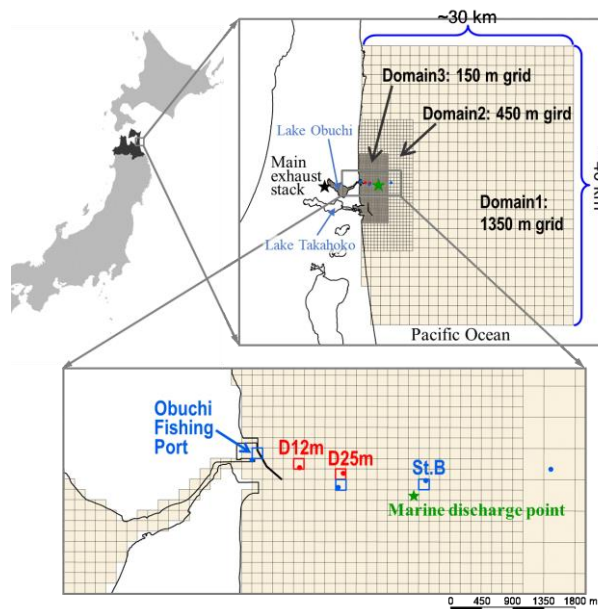 ~30 km
Domain3: 150 m grid
Domain2: 450 m gird
Lake Obuchi
Main
exhaust
stack
Domain1:
1350 m grid
Lake Takahoko
Pacific Ocean
Obuchi
Fishing
Port
D12m
D25m
St.B
Marine discharge point
0 450 900 1350 1800 m